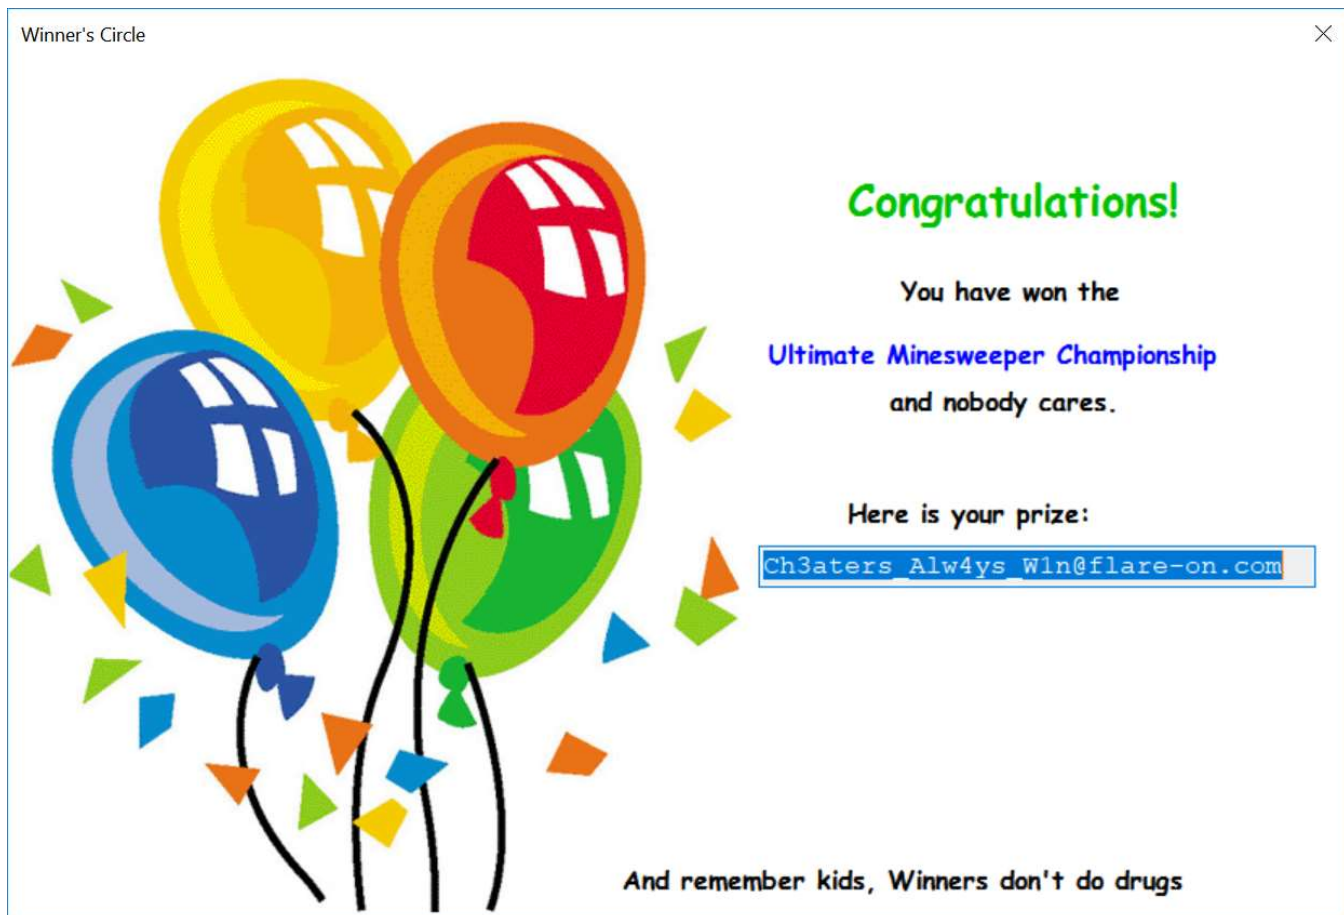 Winner's Circle
Congratulations!
You have won the
Ultimate Minesweeper Championship
and nobody cares.
Here is your prize:
Ch3aters_Alw4ys_W1n@flare-on.com
And remember kids, Winners don't do drugs